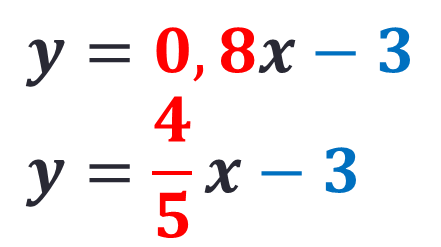 y = 0,8x − 3
y = 4/5 x − 3